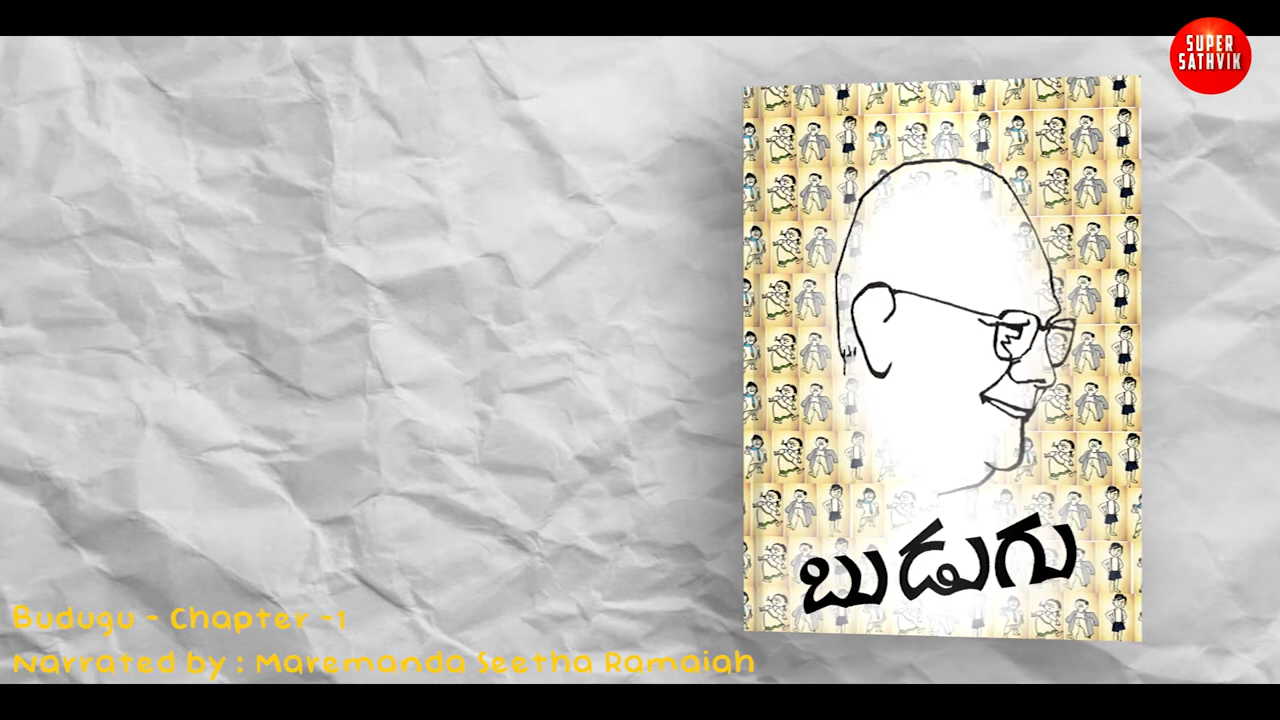 SUPER
SATHVIK
బుడుగు
Budugu - Chapter -1
Narrated by : Maremanda Seetha Ramaiah